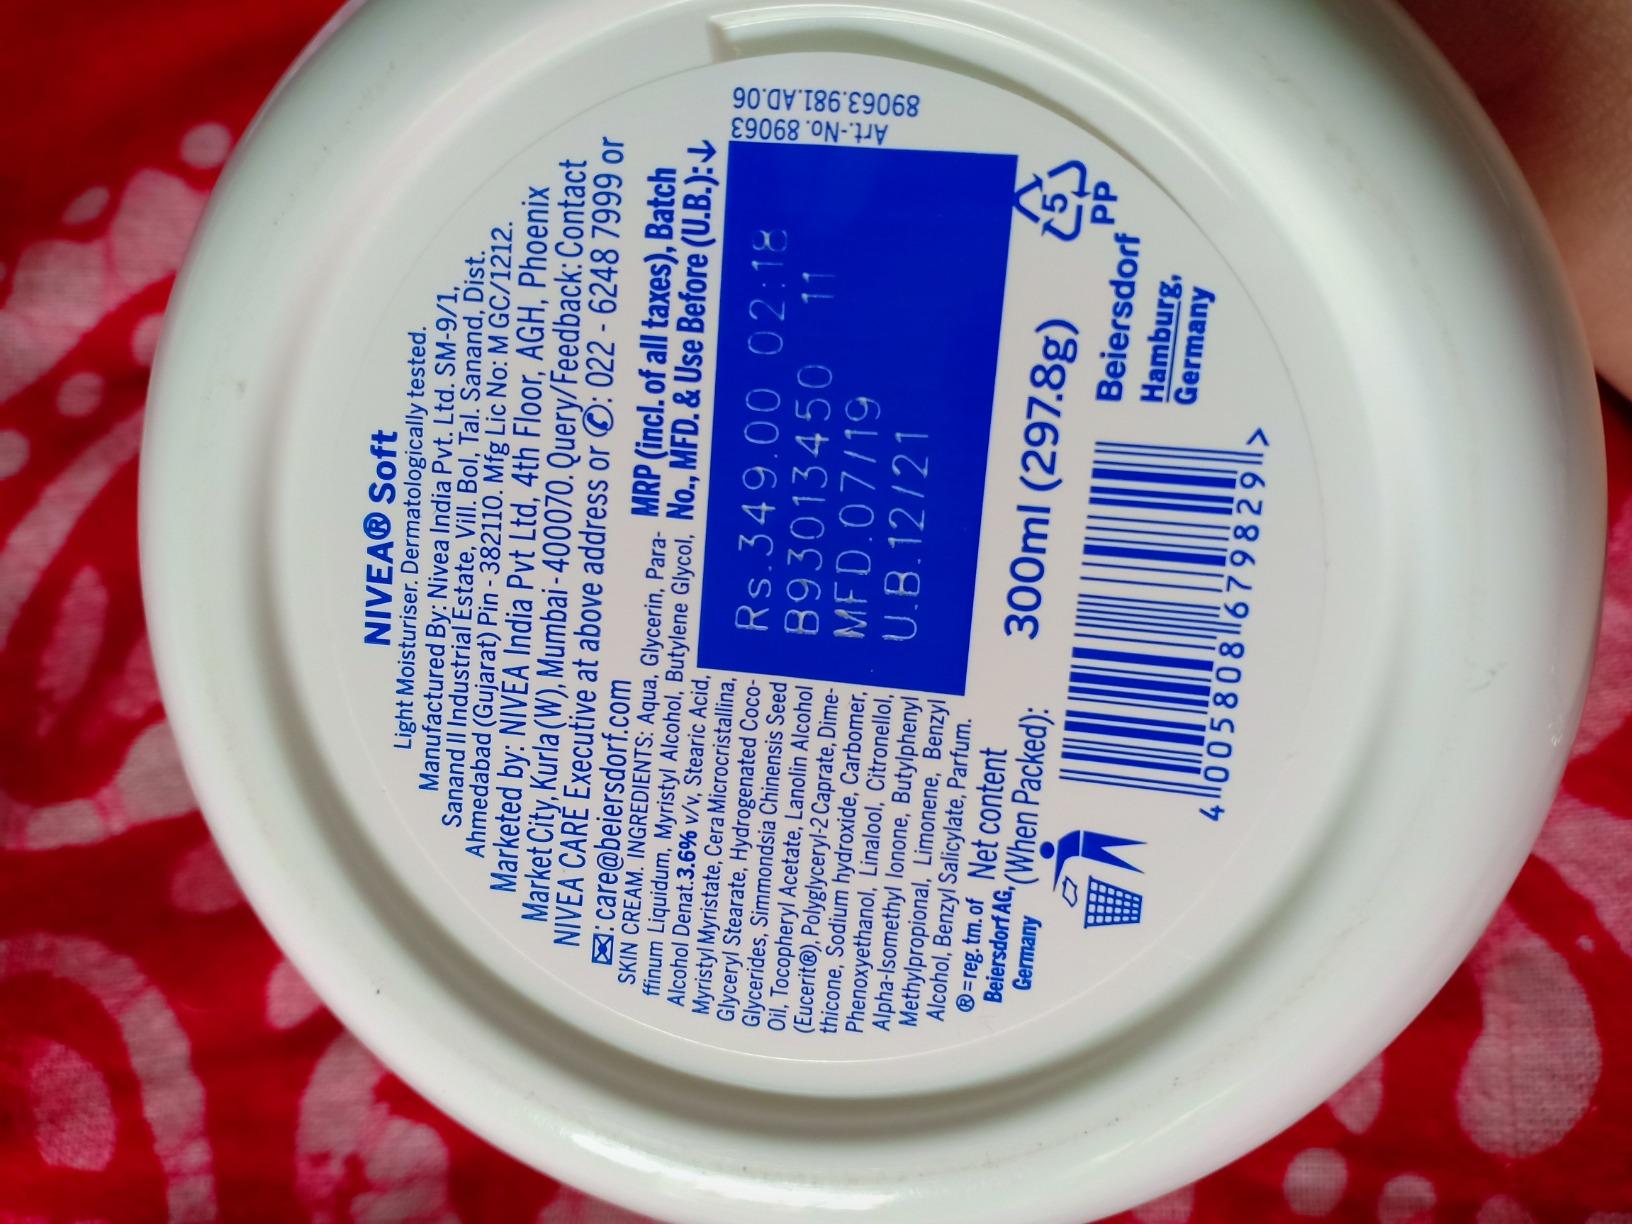 NIVEA® Soft
Light Moisturiser. Dermatologically tested.
Manufactured By: Nivea India Pvt. Ltd. SM-9/1,
Sanand II Industrial Estate, Vill. Bol, Tal. Sanand, Dist.
Ahmedabad (Gujarat) Pin - 382110. Mfg Lic No: M GC/1212.
Marketed by: NIVEA India Pvt Ltd, 4th Floor, AGH, Phoenix
Market City, Kurla (W), Mumbai - 400070. Query/Feedback: Contact
NIVEA CARE Executive at above address or ✆: 022 - 6248 7999 or
✉: care@beiersdorf.com
SKIN CREAM. INGREDIENTS: Aqua, Glycerin, Para-
ffinum Liquidum, Myristyl Alcohol, Butylene Glycol,
Alcohol Denat.3.6% v/v, Stearic Acid,
Myristyl Myristate, Cera Microcristallina,
Glyceryl Stearate, Hydrogenated Coco-
Glycerides, Simmondsia Chinensis Seed
Oil, Tocopheryl Acetate, Lanolin Alcohol
(Eucerit®), Polyglyceryl-2 Caprate, Dime-
thicone, Sodium hydroxide, Carbomer,
Phenoxyethanol, Linalool, Citronellol,
Alpha-Isomethyl Ionone, Butylphenyl
Methylpropional, Limonene, Benzyl
Alcohol, Benzyl Salicylate, Parfum.
MRP (incl. of all taxes), Batch
No., MFD. & Use Before (U.B.):↓
Rs.349.00 02:18
B93013450 11
MFD.07/19
U.B.12/21
Art.-No. 89063
89063.981.AD.06
®=reg. tm. of
Beiersdorf AG,
Germany
Net content
(When Packed):
300ml (297.8g)
5
PP
Beiersdorf
Hamburg,
Germany
4 005808 679829 >